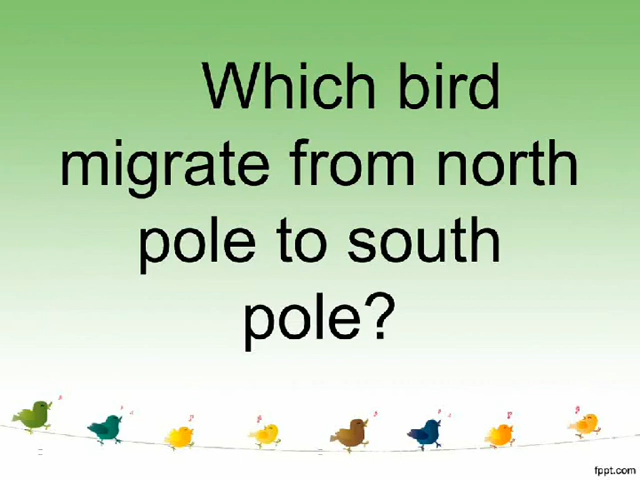 Which bird
migrate from north
pole to south
pole?
fppt.com